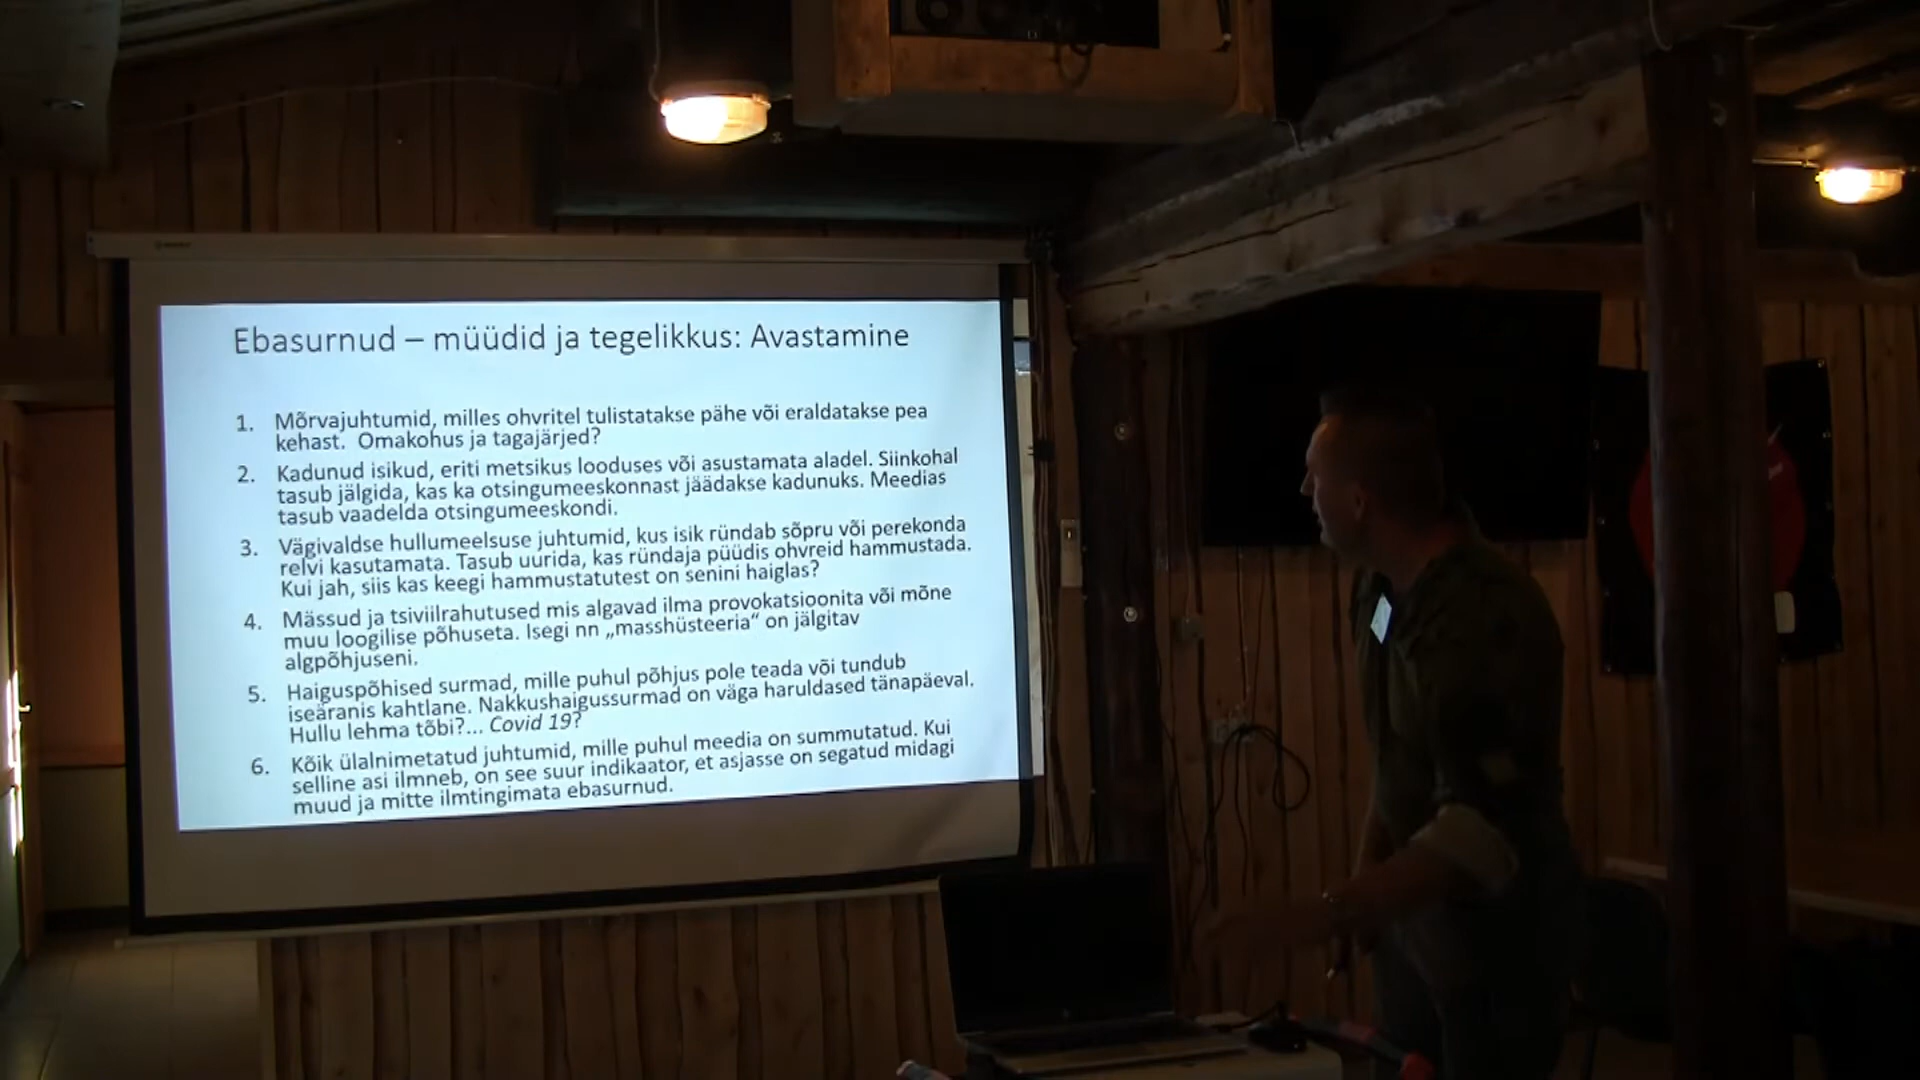 Ebasurnud – müüdid ja tegelikkus: Avastamine
1. Mõrvajuhtumid, milles ohvritel tulistatakse pähe või eraldatakse pea
kehast. Omakohus ja tagajärjed?
2. Kadunud isikud, eriti metsikus looduses või asustamata aladel. Siinkohal
tasub jälgida, kas ka otsingumeeskonnast jäädakse kadunuks. Meedias
tasub vaadelda otsingumeeskondi.
3. Vägivaldse hullumeelsuse juhtumid, kus isik ründab sõpru või perekonda
relvi kasutamata. Tasub uurida, kas ründaja püüdis ohvreid hammustada.
Kui jah, siis kas keegi hammustatutest on senini haiglas?
4. Mässud ja tsiviilrahutused mis algavad ilma provokatsioonita või mõne
muu loogilise põhuseta. Isegi nn „masshüsteeria“ on jälgitav
algpõhjuseni.
5. Haiguspõhised surmad, mille puhul põhjus pole teada või tundub
iseäranis kahtlane. Nakkushaigussurmad on väga haruldased tänapäeval.
Hullu lehma tõbi?... Covid 19?
6. Kõik ülalnimetatud juhtumid, mille puhul meedia on summutatud. Kui
selline asi ilmneb, on see suur indikaator, et asjasse on segatud midagi
muud ja mitte ilmtingimata ebasurnud.